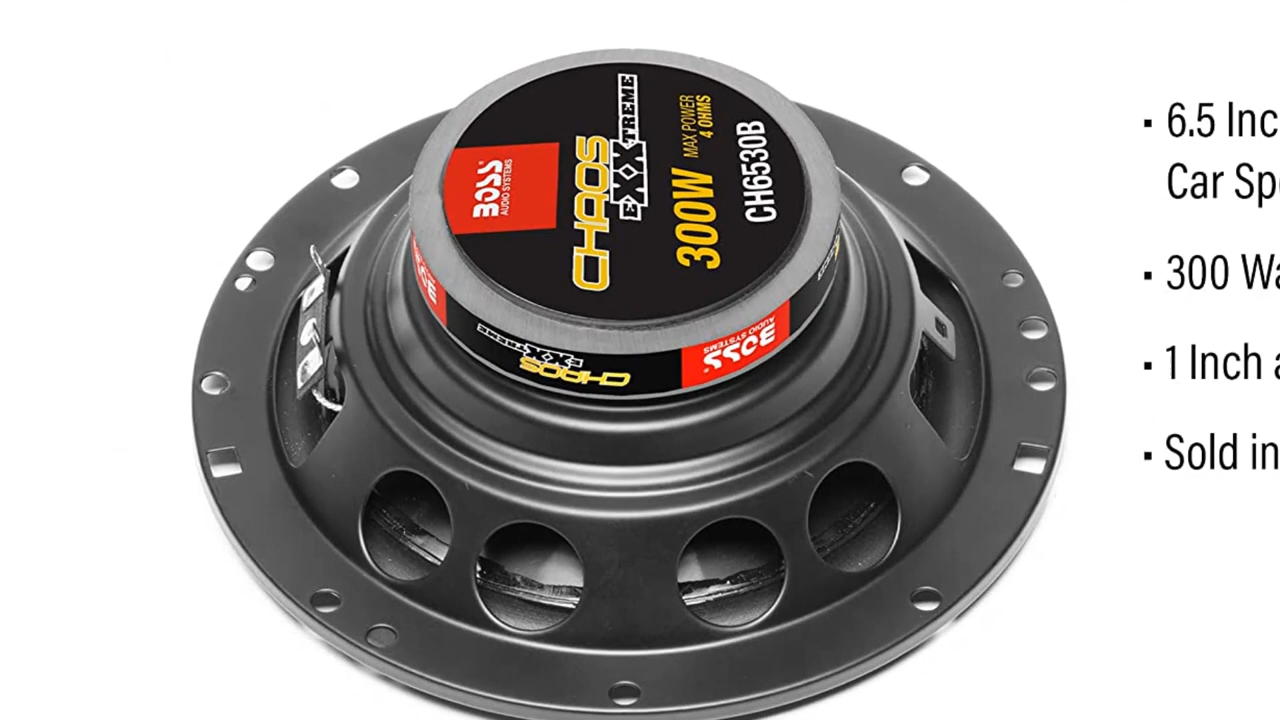 BOSS
AUDIO SYSTEMS
CHAOS
EXXTREME
300W
MAX POWER
4 OHMS
CH6530B
CHAOS
EXXTREME
BOSS
AUDIO SYSTEMS
▪ 6.5 Inc
Car Sp
▪ 300 Wa
▪ 1 Inch a
▪ Sold in